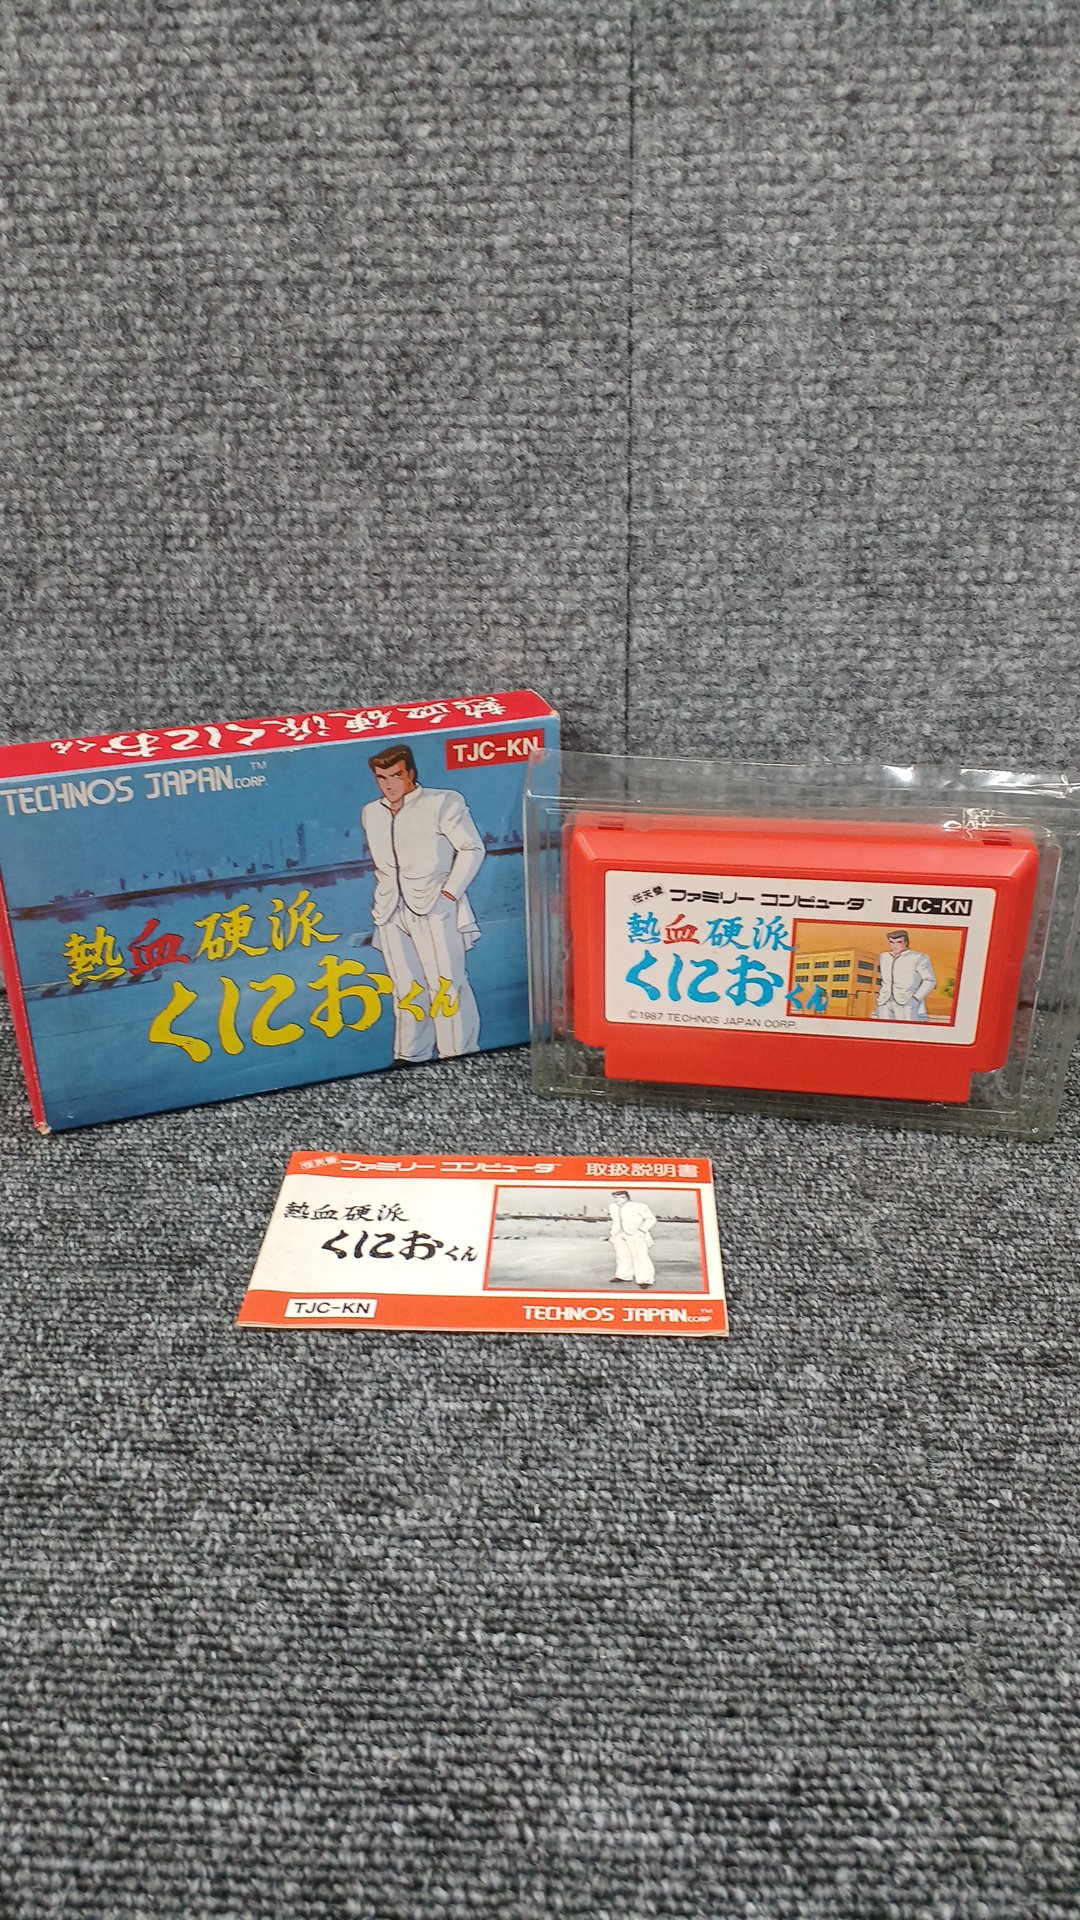 熱血硬派くにおくん
TECHNOS JAPAN CORP.™
TJC-KN
熱血硬派
くにおくん
任天堂 ファミリー コンピュータ™
TJC-KN
熱血硬派
くにおくん
©1987 TECHNOS JAPAN CORP.
任天堂 ファミリー コンピュータ 取扱説明書
熱血硬派
くにおくん
TJC-KN
TECHNOS JAPAN CORP.™